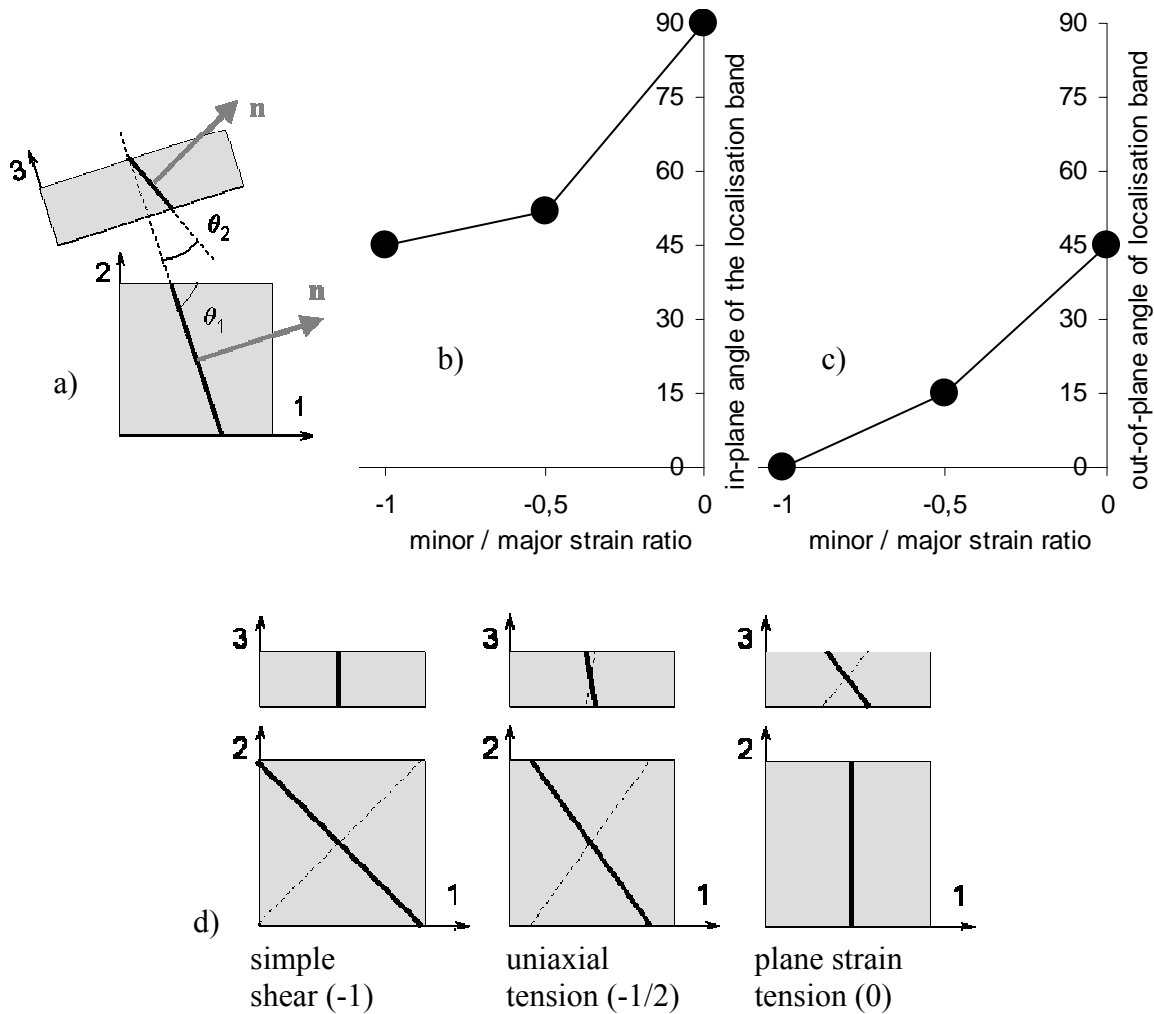 n
3
θ2
2
n
θ1
a)
1
b)
90
75
60
45
30
15
0
in-plane angle of the localisation band
-1
-0,5
0
minor / major strain ratio
c)
90
75
60
45
30
15
0
out-of-plane angle of localisation band
-1
-0,5
0
minor / major strain ratio
3
3
3
2
2
2
1
1
1
d)
simple
shear (-1)
uniaxial
tension (-1/2)
plane strain
tension (0)